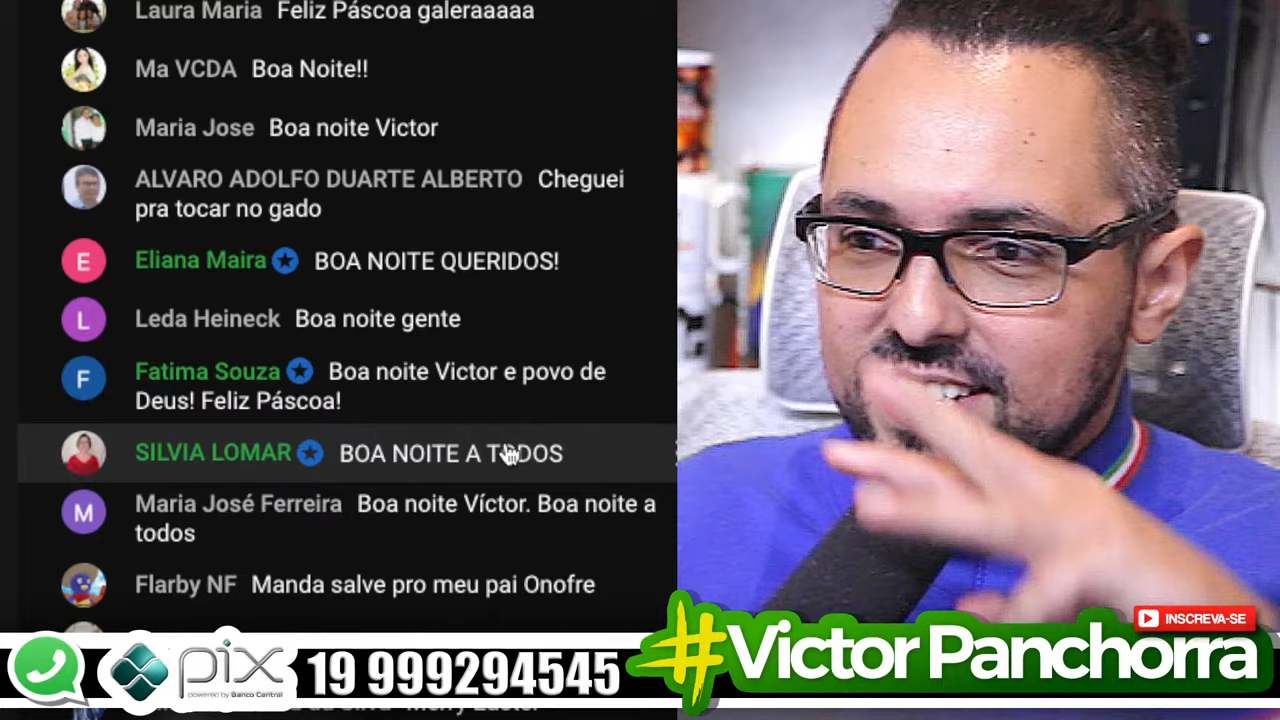 Laura Maria Feliz Páscoa galeraaaaa
Ma VCDA Boa Noite!!
Maria Jose Boa noite Victor
ALVARO ADOLFO DUARTE ALBERTO Cheguei
pra tocar no gado
E Eliana Maira BOA NOITE QUERIDOS!
L Leda Heineck Boa noite gente
F Fatima Souza Boa noite Victor e povo de
Deus! Feliz Páscoa!
SILVIA LOMAR BOA NOITE A TODOS
M Maria José Ferreira Boa noite Víctor. Boa noite a
todos
Flarby NF Manda salve pro meu pai Onofre
INSCREVA-SE
pix
powered by Banco Central
19 999294545
#Victor Panchorra